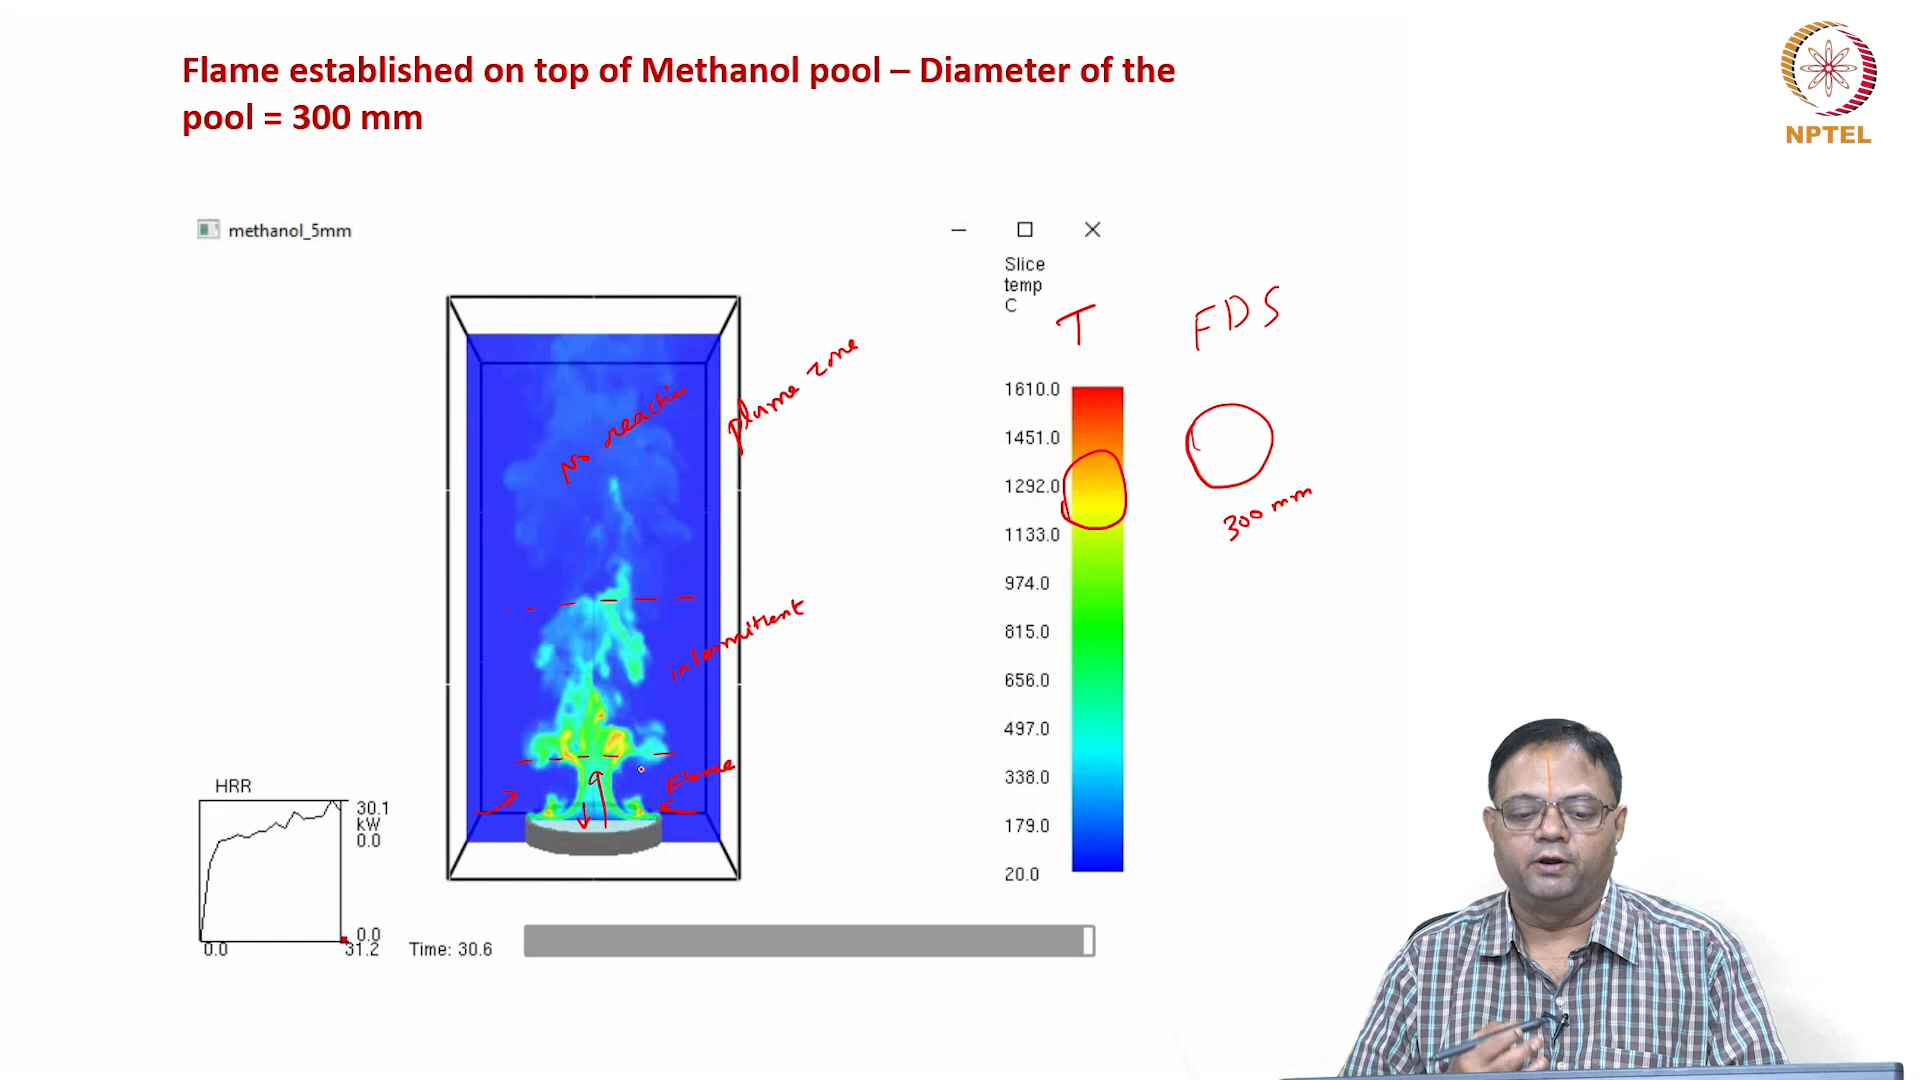 Flame established on top of Methanol pool – Diameter of the
pool = 300 mm
NPTEL
methanol_5mm
Slice
temp
C
T
FDS
1610.0
1451.0
1292.0
1133.0
974.0
815.0
656.0
497.0
338.0
179.0
20.0
300 mm
No reaction
plume zone
intermittent
Flame
HRR
30.1
kW
0.0
0.0
0.0
31.2
Time: 30.6